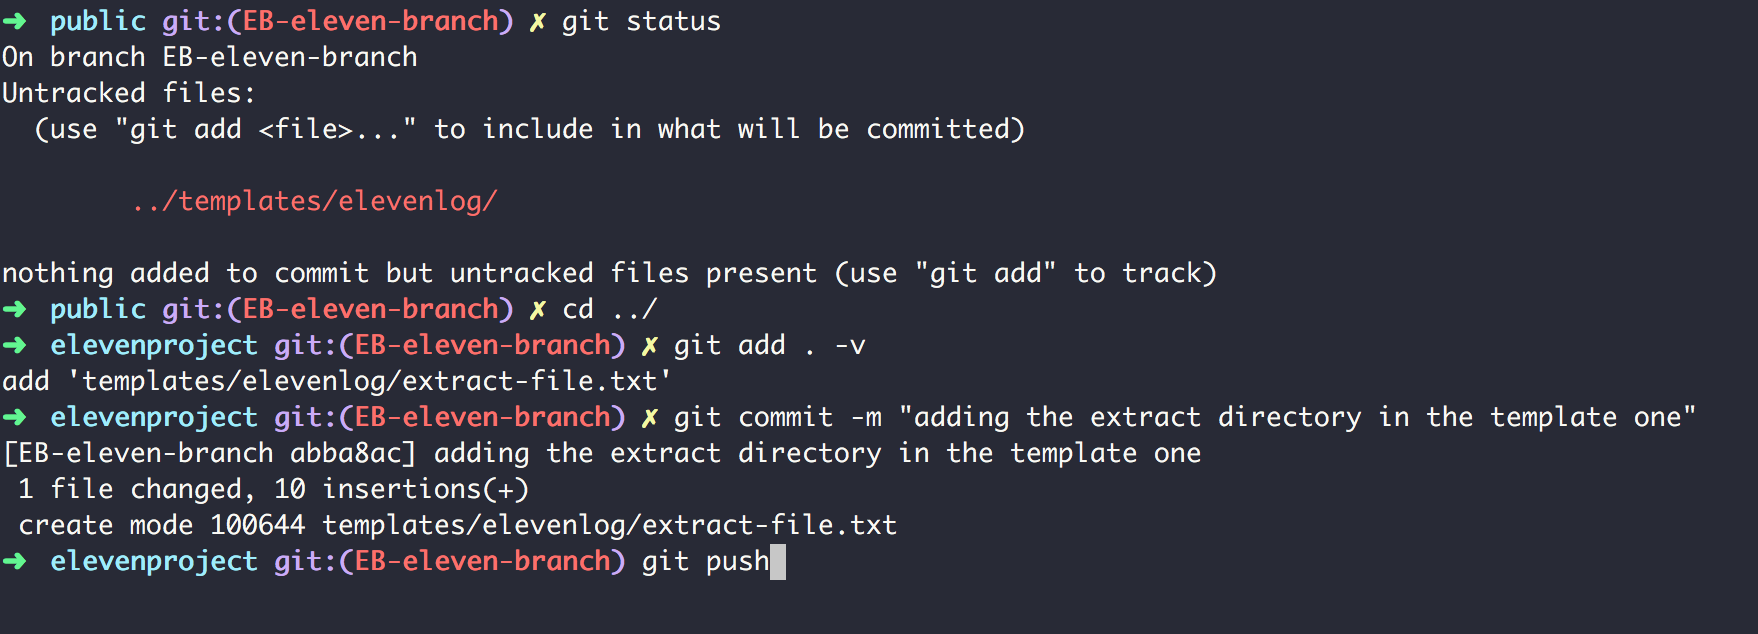 ➜  public git:(EB-eleven-branch) ✗ git status
On branch EB-eleven-branch
Untracked files:
  (use "git add <file>..." to include in what will be committed)

        ../templates/elevenlog/

nothing added to commit but untracked files present (use "git add" to track)
➜  public git:(EB-eleven-branch) ✗ cd ../
➜  elevenproject git:(EB-eleven-branch) ✗ git add . -v
add 'templates/elevenlog/extract-file.txt'
➜  elevenproject git:(EB-eleven-branch) ✗ git commit -m "adding the extract directory in the template one"
[EB-eleven-branch abba8ac] adding the extract directory in the template one
 1 file changed, 10 insertions(+)
 create mode 100644 templates/elevenlog/extract-file.txt
➜  elevenproject git:(EB-eleven-branch) git push